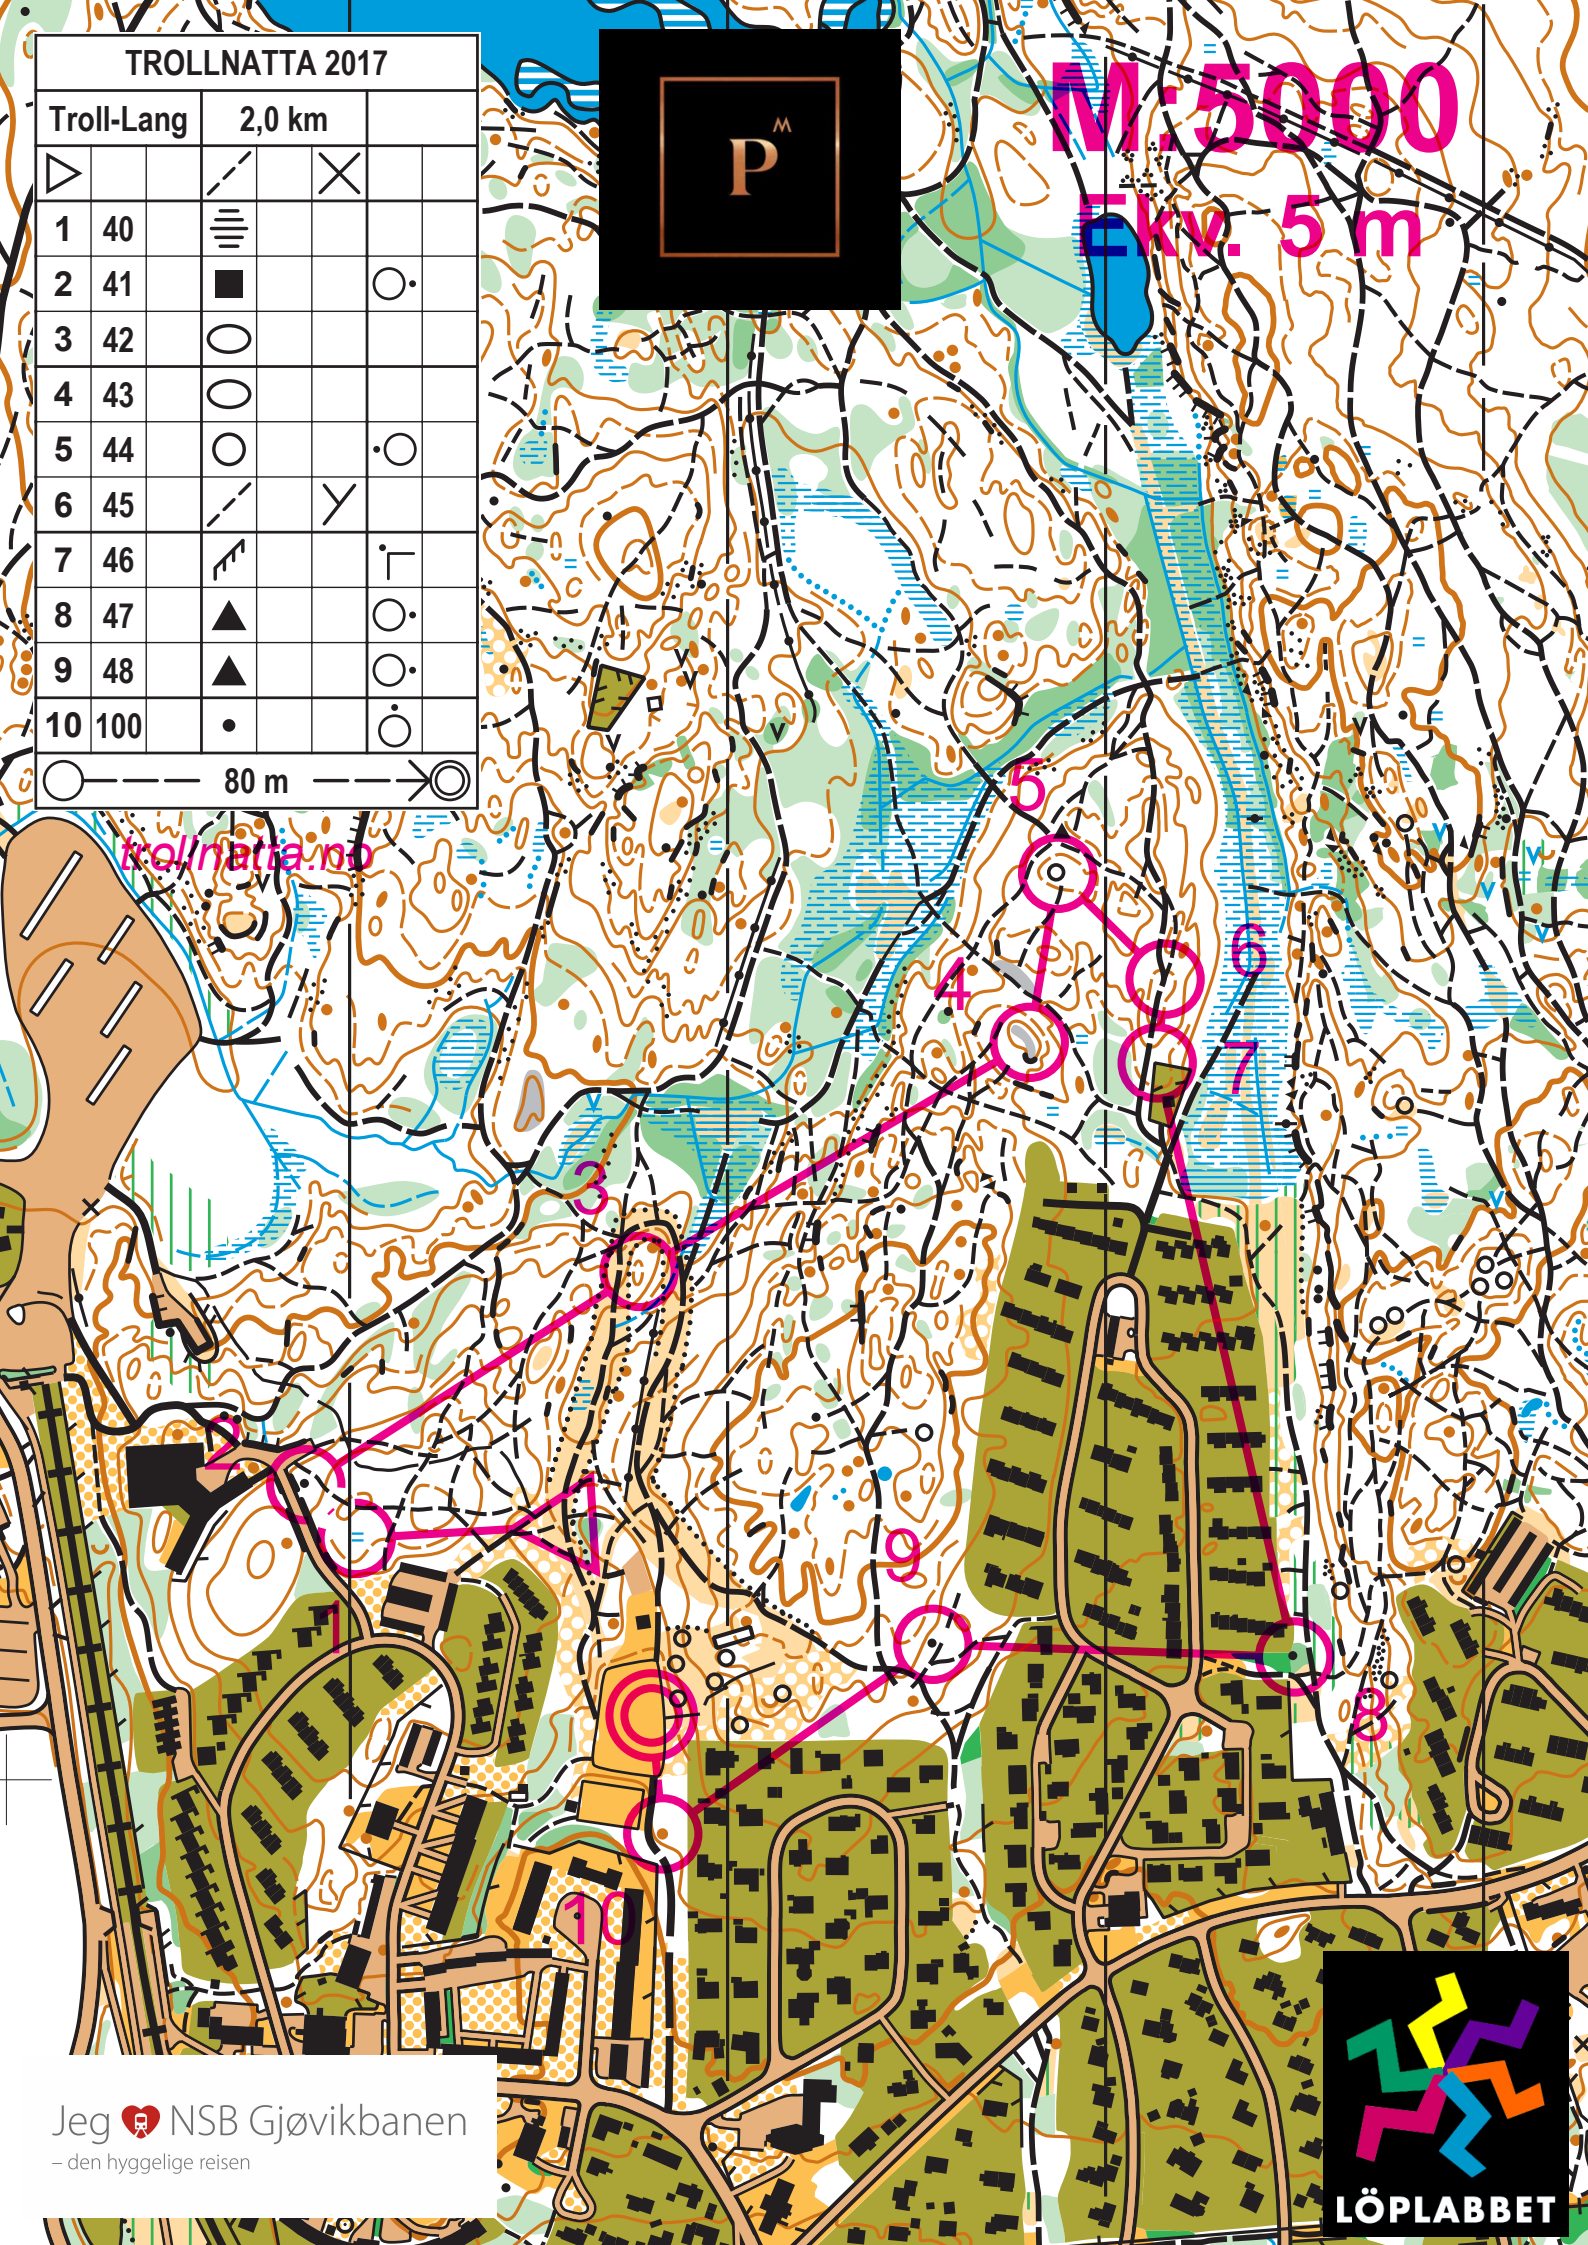 TROLLNATTA 2017
Troll-Lang 2,0 km
1 40
2 41
3 42
4 43
5 44
6 45
7 46
8 47
9 48
10 100
80 m
trollnatta.no
P M
M:5000
Ekv. 5 m
5
6
4
7
3
2
9
1
8
10
Jeg NSB Gjøvikbanen
– den hyggelige reisen
LÖPLABBET